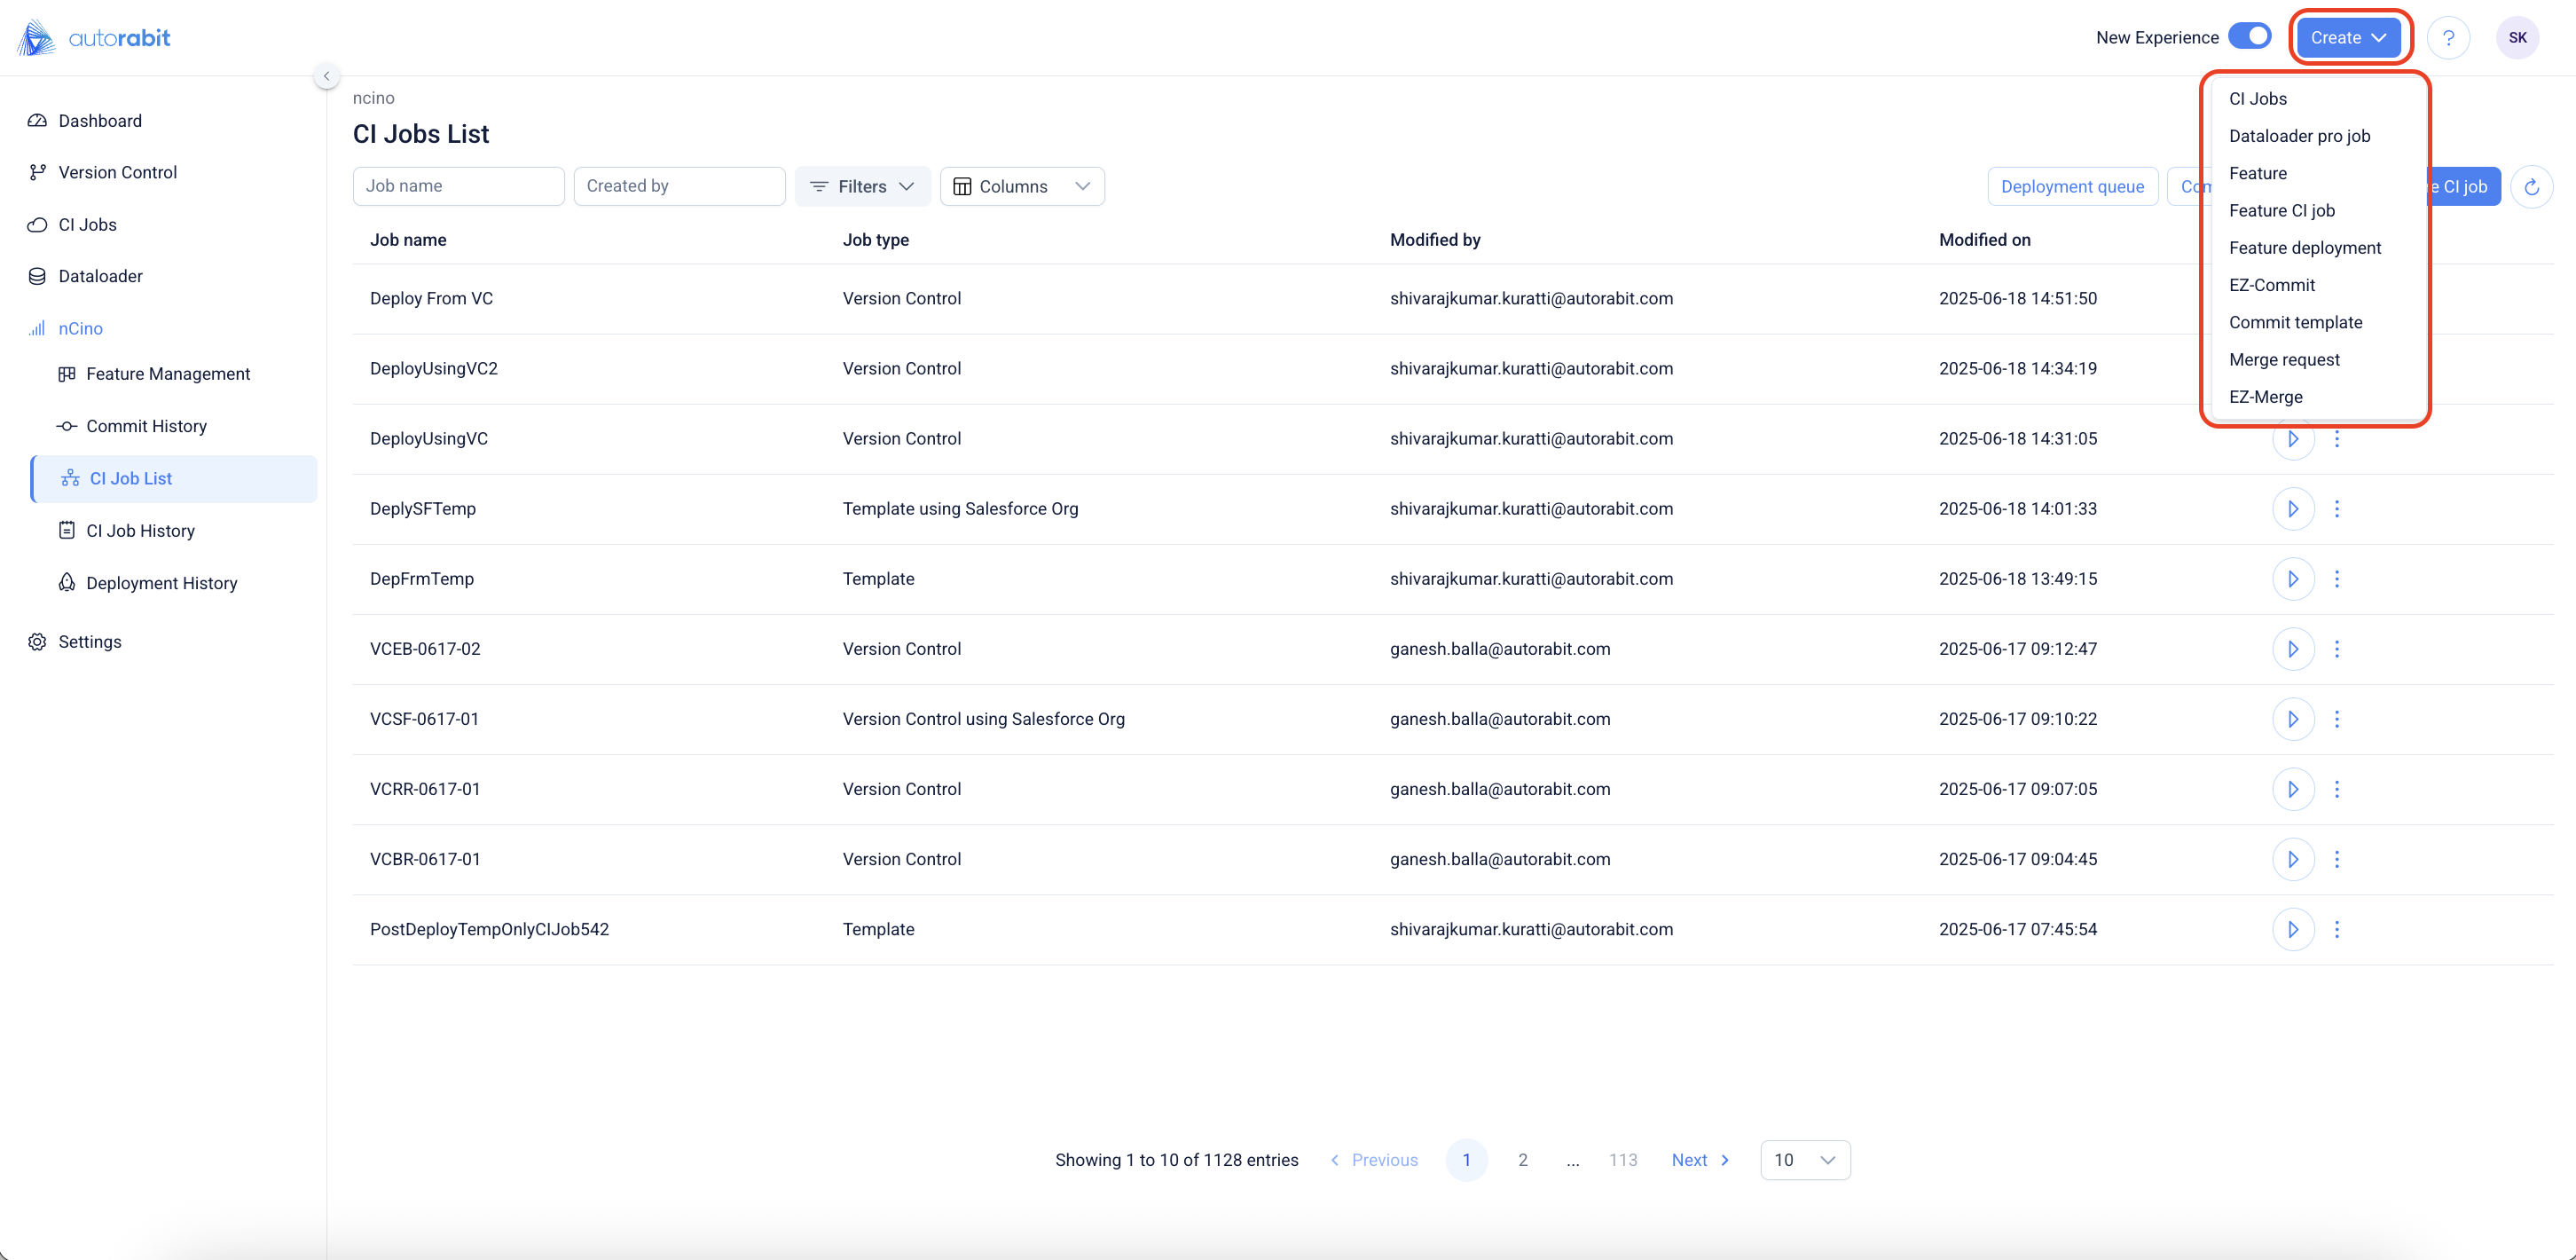 autorabit
New Experience
Create
?
SK
Dashboard
Version Control
CI Jobs
Dataloader
nCino
Feature Management
Commit History
CI Job List
CI Job History
Deployment History
Settings
ncino
CI Jobs List
Job name
Created by
Filters
Columns
Deployment queue
CI job
CI Jobs
Dataloader pro job
Feature
Feature CI job
Feature deployment
EZ-Commit
Commit template
Merge request
EZ-Merge
Job name Job type Modified by Modified on
Deploy From VC Version Control shivarajkumar.kuratti@autorabit.com 2025-06-18 14:51:50
DeployUsingVC2 Version Control shivarajkumar.kuratti@autorabit.com 2025-06-18 14:34:19
DeployUsingVC Version Control shivarajkumar.kuratti@autorabit.com 2025-06-18 14:31:05
DeplySFTemp Template using Salesforce Org shivarajkumar.kuratti@autorabit.com 2025-06-18 14:01:33
DepFrmTemp Template shivarajkumar.kuratti@autorabit.com 2025-06-18 13:49:15
VCEB-0617-02 Version Control ganesh.balla@autorabit.com 2025-06-17 09:12:47
VCSF-0617-01 Version Control using Salesforce Org ganesh.balla@autorabit.com 2025-06-17 09:10:22
VCRR-0617-01 Version Control ganesh.balla@autorabit.com 2025-06-17 09:07:05
VCBR-0617-01 Version Control ganesh.balla@autorabit.com 2025-06-17 09:04:45
PostDeployTempOnlyCIJob542 Template shivarajkumar.kuratti@autorabit.com 2025-06-17 07:45:54
Showing 1 to 10 of 1128 entries Previous 1 2 ... 113 Next 10